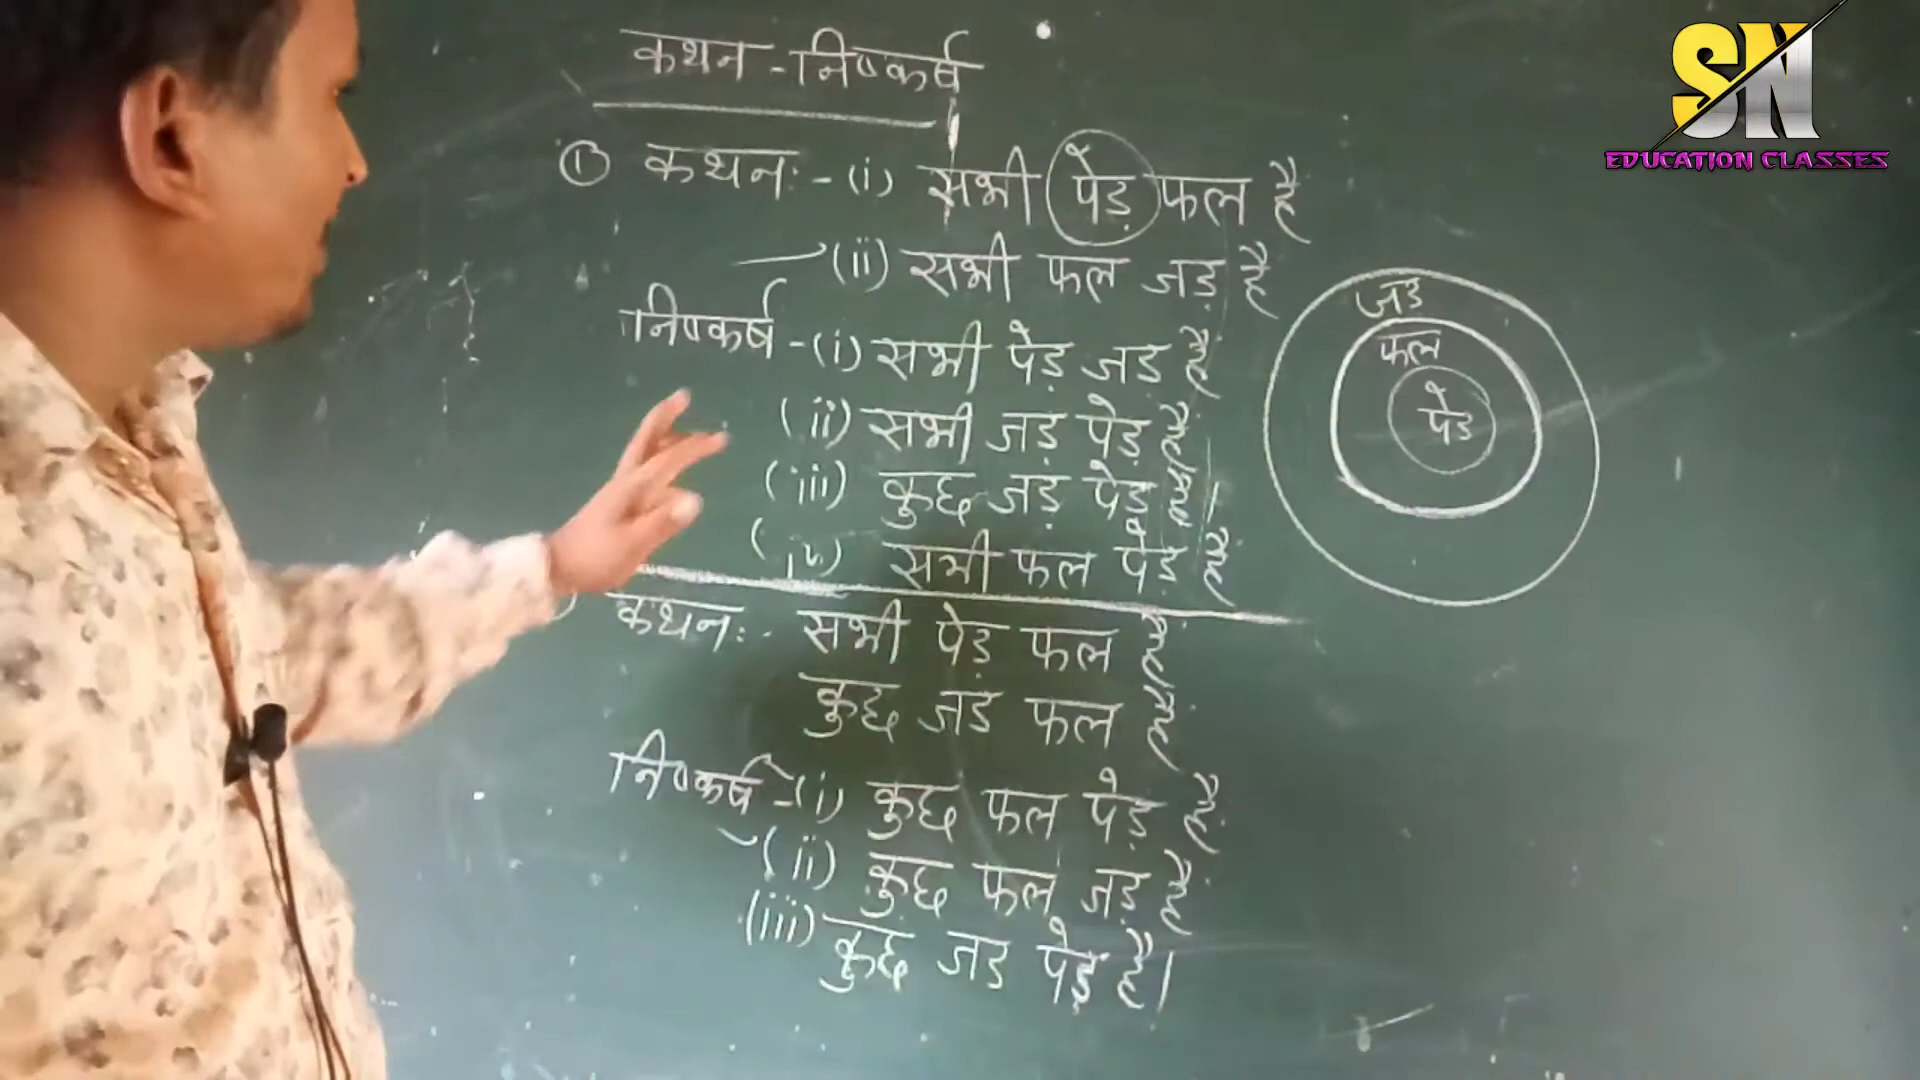 कथन - निष्कर्ष
① कथन :- (i) सभी पेड़ फल है
(ii) सभी फल जड़ है
निष्कर्ष - (i) सभी पेड़ जड़ है
(ii) सभी जड़ पेड़ है
(iii) कुछ जड़ पेड़ है।
(iv) सभी फल पेड़ है
कथन :- सभी पेड़ फल है
कुछ जड़ फल है
निष्कर्ष - (i) कुछ फल पेड़ है
(ii) कुछ फल जड़ है
(iii) कुछ जड़ पेड़ है।
जड़
फल
पेड़
SN
EDUCATION CLASSES